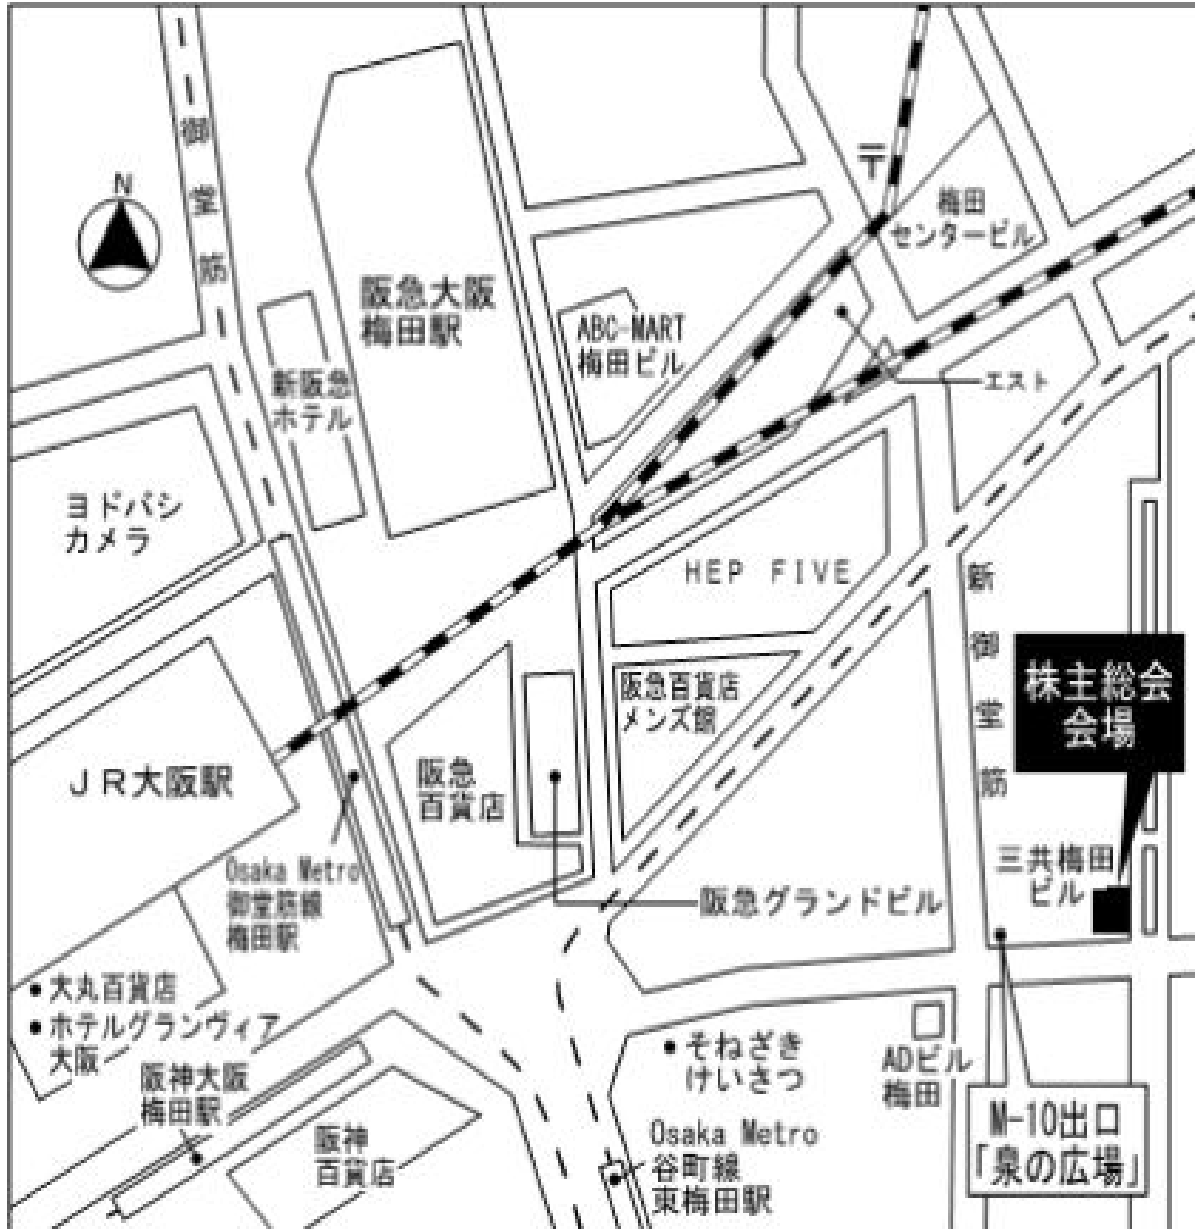 御
堂
筋
N
〒
梅田
センタービル
阪急大阪
梅田駅
ABC-MART
梅田ビル
新阪急
ホテル
エスト
ヨドバシ
カメラ
HEP FIVE
新
御
堂
筋
株主総会
会場
阪急百貨店
メンズ館
JR大阪駅
阪急
百貨店
Osaka Metro
御堂筋線
梅田駅
三共梅田
ビル
阪急グランドビル
・大丸百貨店
・ホテルグランヴィア
大阪
・そねざき
けいさつ
ADビル
梅田
阪神大阪
梅田駅
阪神
百貨店
Osaka Metro
谷町線
東梅田駅
M-10出口
「泉の広場」